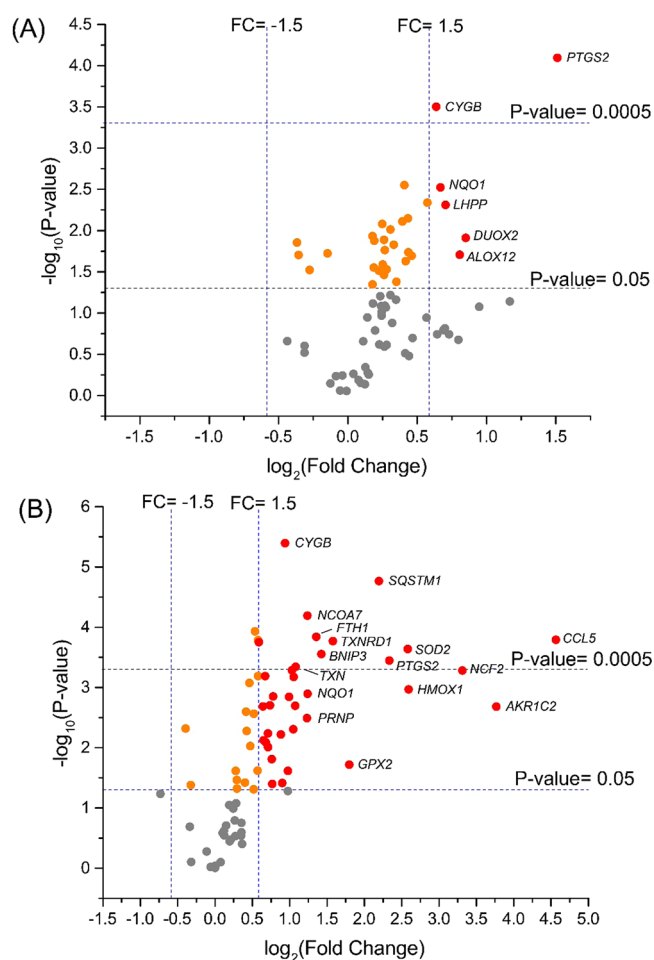 (A)
FC= -1.5
FC= 1.5
4.5
4.0
3.5
3.0
2.5
2.0
1.5
1.0
0.5
0.0
-log10(P-value)
PTGS2
CYGB
P-value= 0.0005
NQO1
LHPP
DUOX2
ALOX12
P-value= 0.05
-1.5 -1.0 -0.5 0.0 0.5 1.0 1.5
log2(Fold Change)
(B)
FC= -1.5
FC= 1.5
6
5
4
3
2
1
0
-log10(P-value)
CYGB
SQSTM1
NCOA7
FTH1
TXNRD1
SOD2
CCL5
BNIP3
PTGS2
P-value= 0.0005
TXN
NCF2
NQO1
HMOX1
AKR1C2
PRNP
GPX2
P-value= 0.05
-1.5 -1.0 -0.5 0.0 0.5 1.0 1.5 2.0 2.5 3.0 3.5 4.0 4.5 5.0
log2(Fold Change)